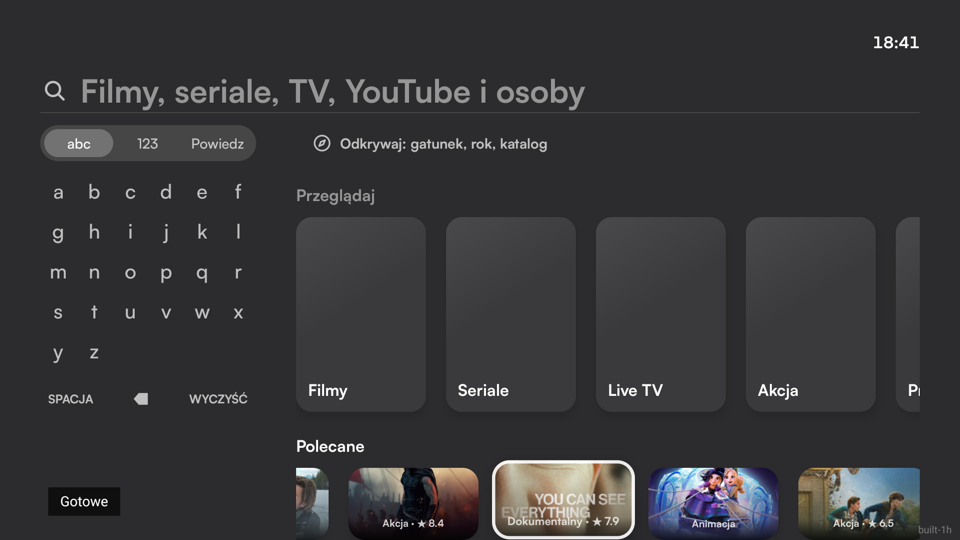 18:41
Filmy, seriale, TV, YouTube i osoby
abc 123 Powiedz
Odkrywaj: gatunek, rok, katalog
a b c d e f
g h i j k l
m n o p q r
s t u v w x
y z
SPACJA WYCZYŚĆ
Gotowe
Przeglądaj
Filmy Seriale Live TV Akcja
Polecane
YOU CAN SEE
EVERYTHING
Akcja · ★ 8.4 Dokumentalny · ★ 7.9 Animacja Akcja · ★ 6.5
built-1h